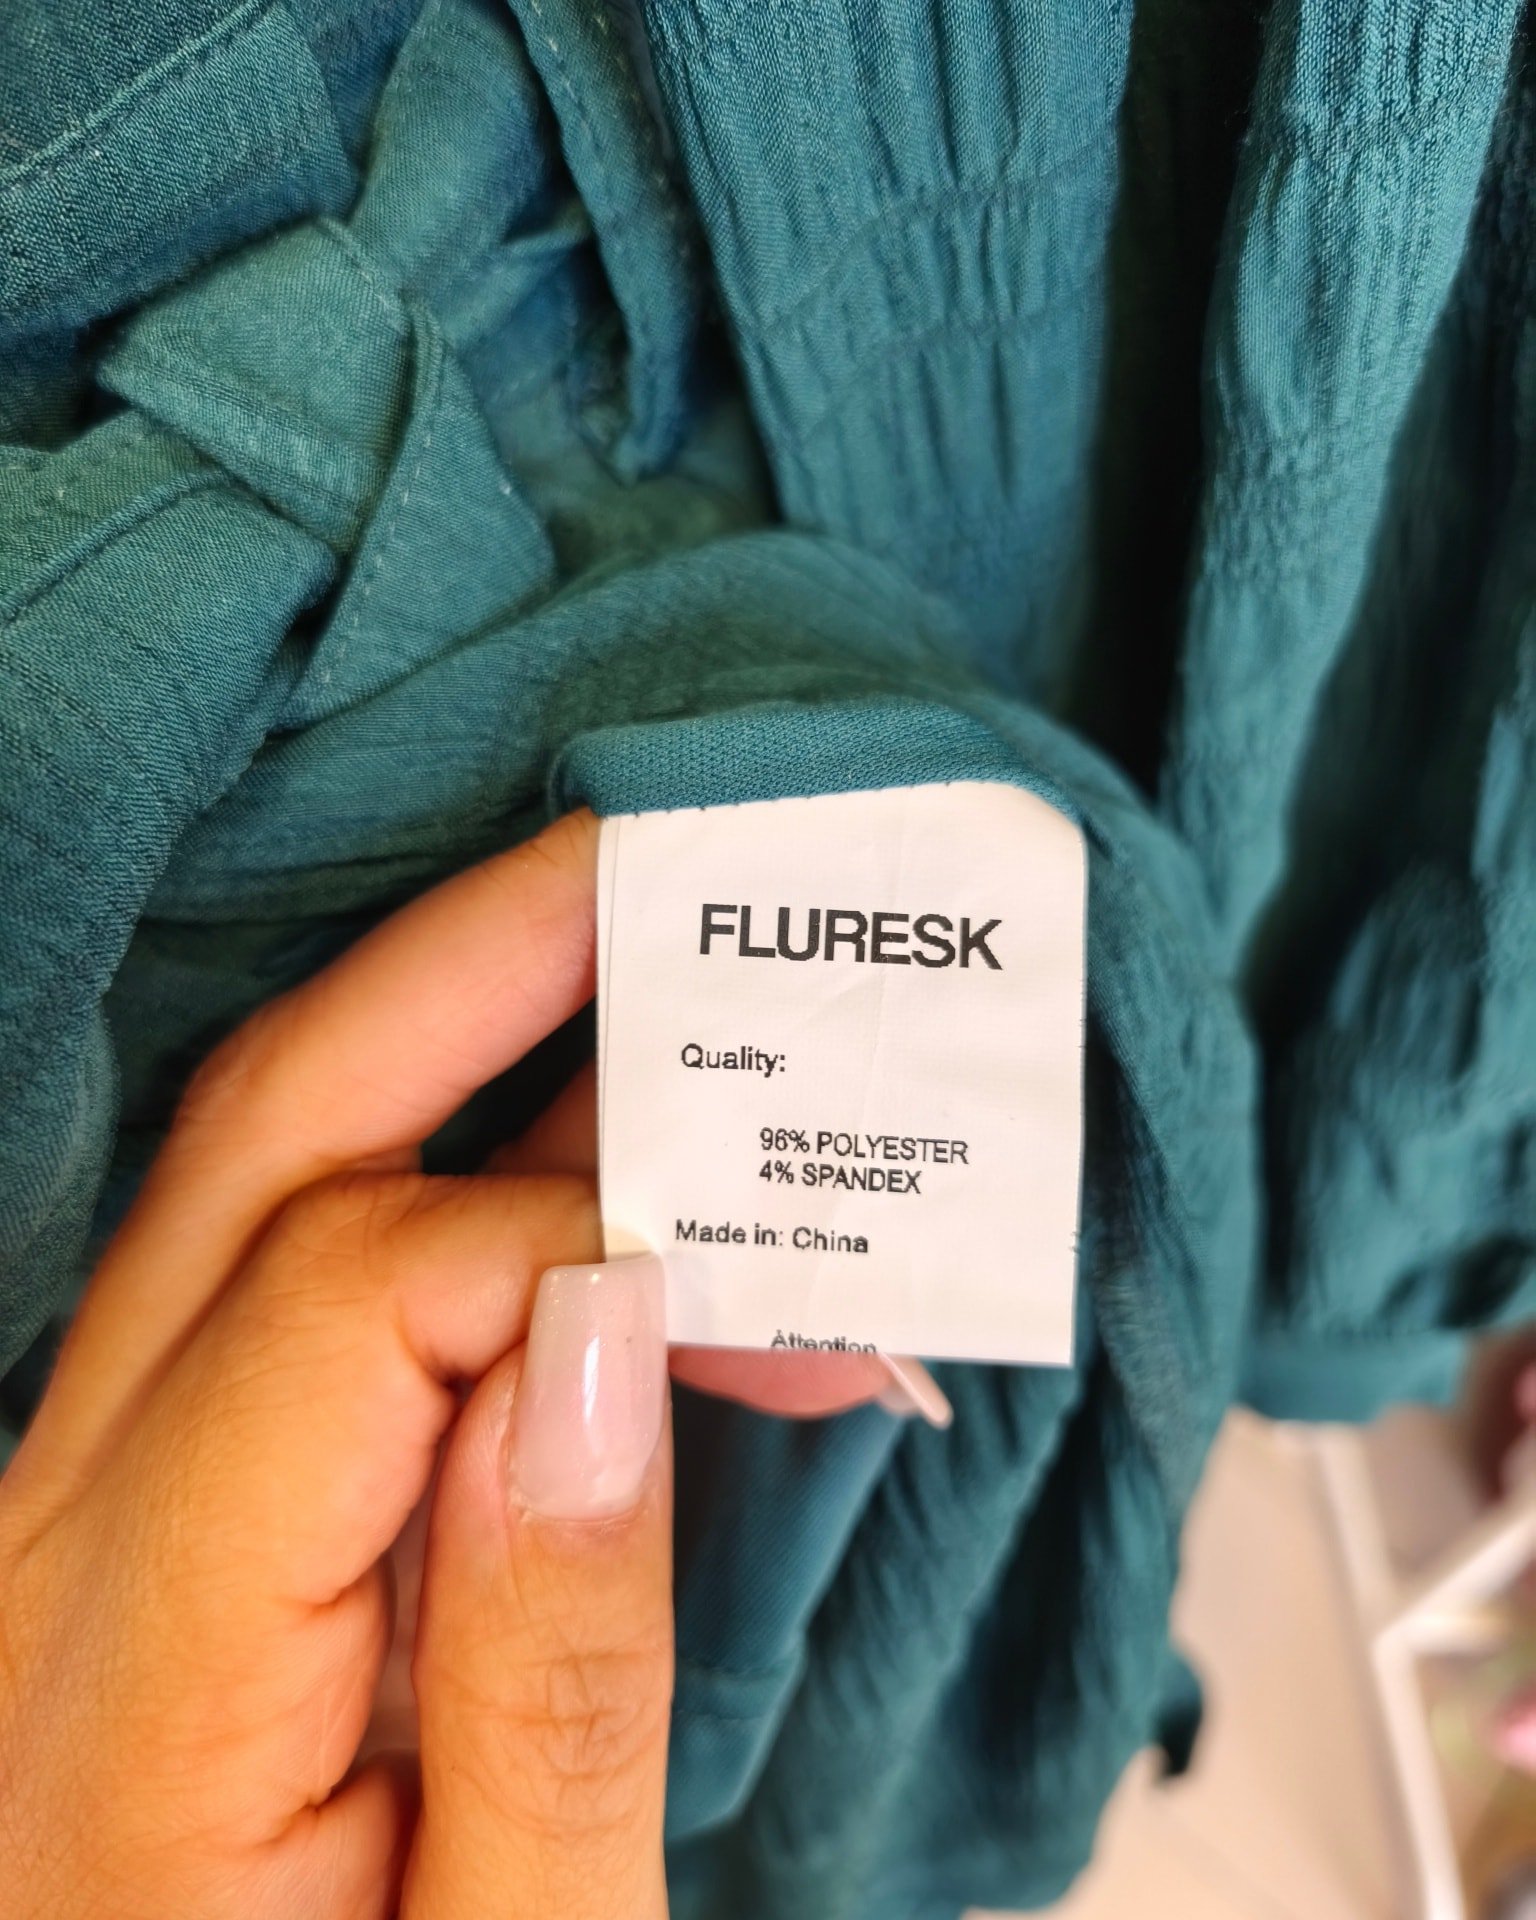 FLURESK
Quality:
96% POLYESTER
4% SPANDEX
Made in: China
Attention